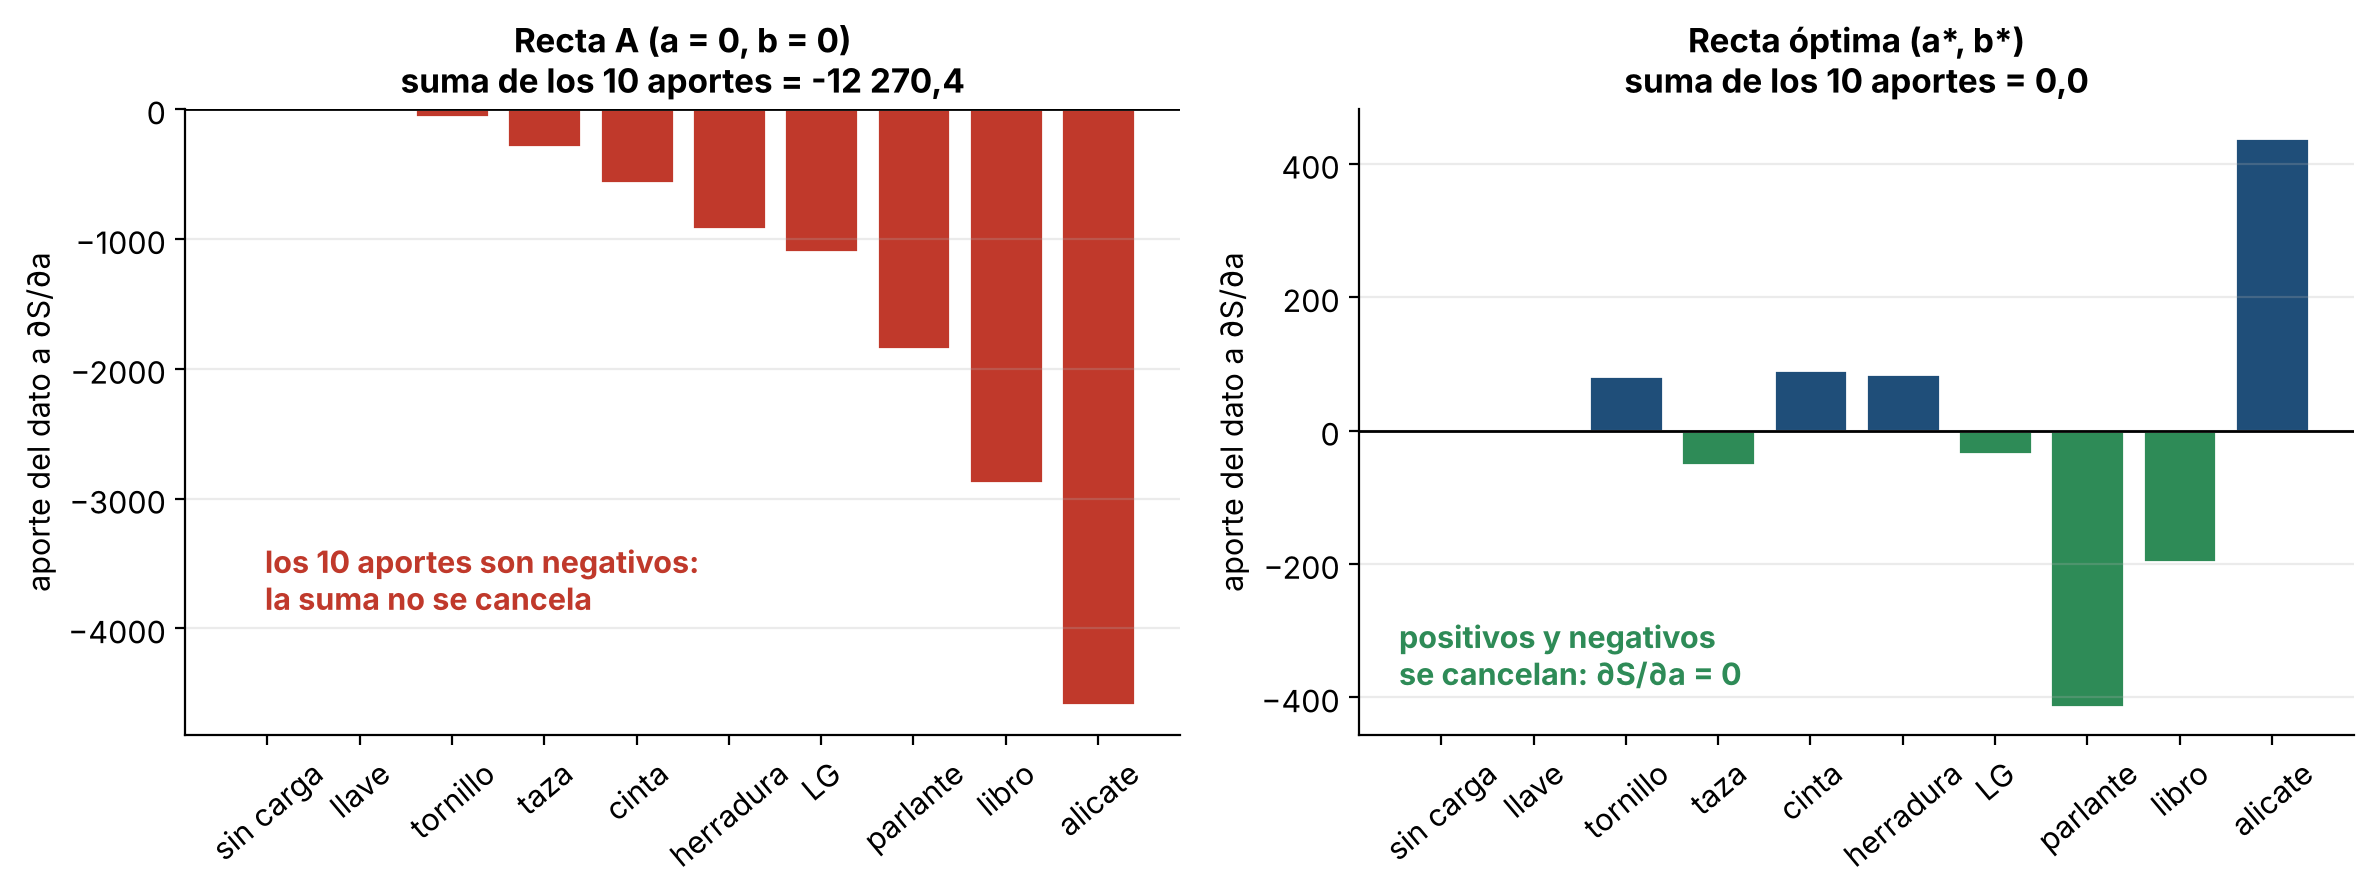 Recta A (a = 0, b = 0)
suma de los 10 aportes = -12 270,4
aporte del dato a ∂S/∂a
0
−1000
−2000
−3000
−4000
los 10 aportes son negativos:
la suma no se cancela
sin carga
llave
tornillo
taza
cinta
herradura
LG
parlante
libro
alicate
Recta óptima (a*, b*)
suma de los 10 aportes = 0,0
aporte del dato a ∂S/∂a
400
200
0
−200
−400
positivos y negativos
se cancelan: ∂S/∂a = 0
sin carga
llave
tornillo
taza
cinta
herradura
LG
parlante
libro
alicate